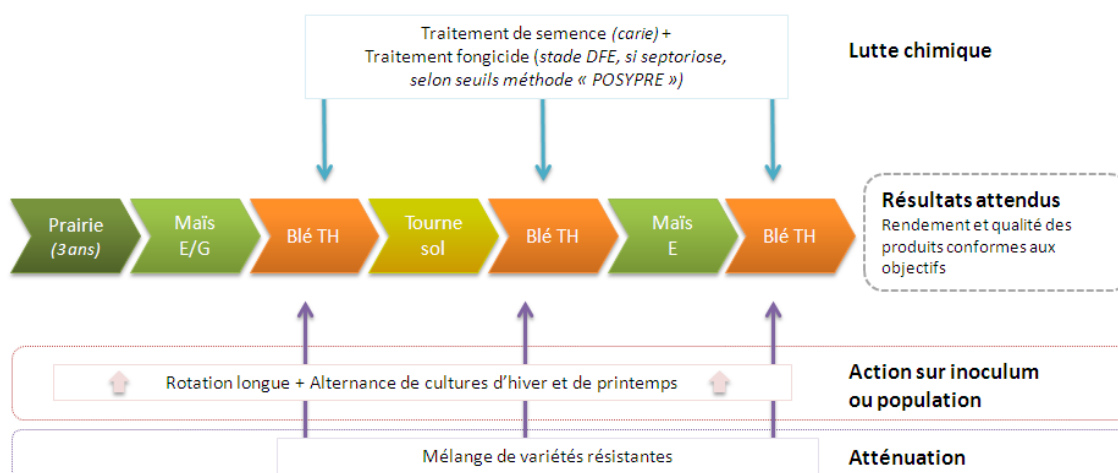 Traitement de semence (carie) +
Traitement fongicide (stade DFE, si septoriose,
selon seuils méthode « POSYPRE »)
Lutte chimique
Prairie
(3 ans)
Maïs
E/G
Blé TH
Tourne
sol
Blé TH
Maïs
E
Blé TH
Résultats attendus
Rendement et qualité des
produits conformes aux
objectifs
Rotation longue + Alternance de cultures d'hiver et de printemps
Action sur inoculum
ou population
Mélange de variétés résistantes
Atténuation